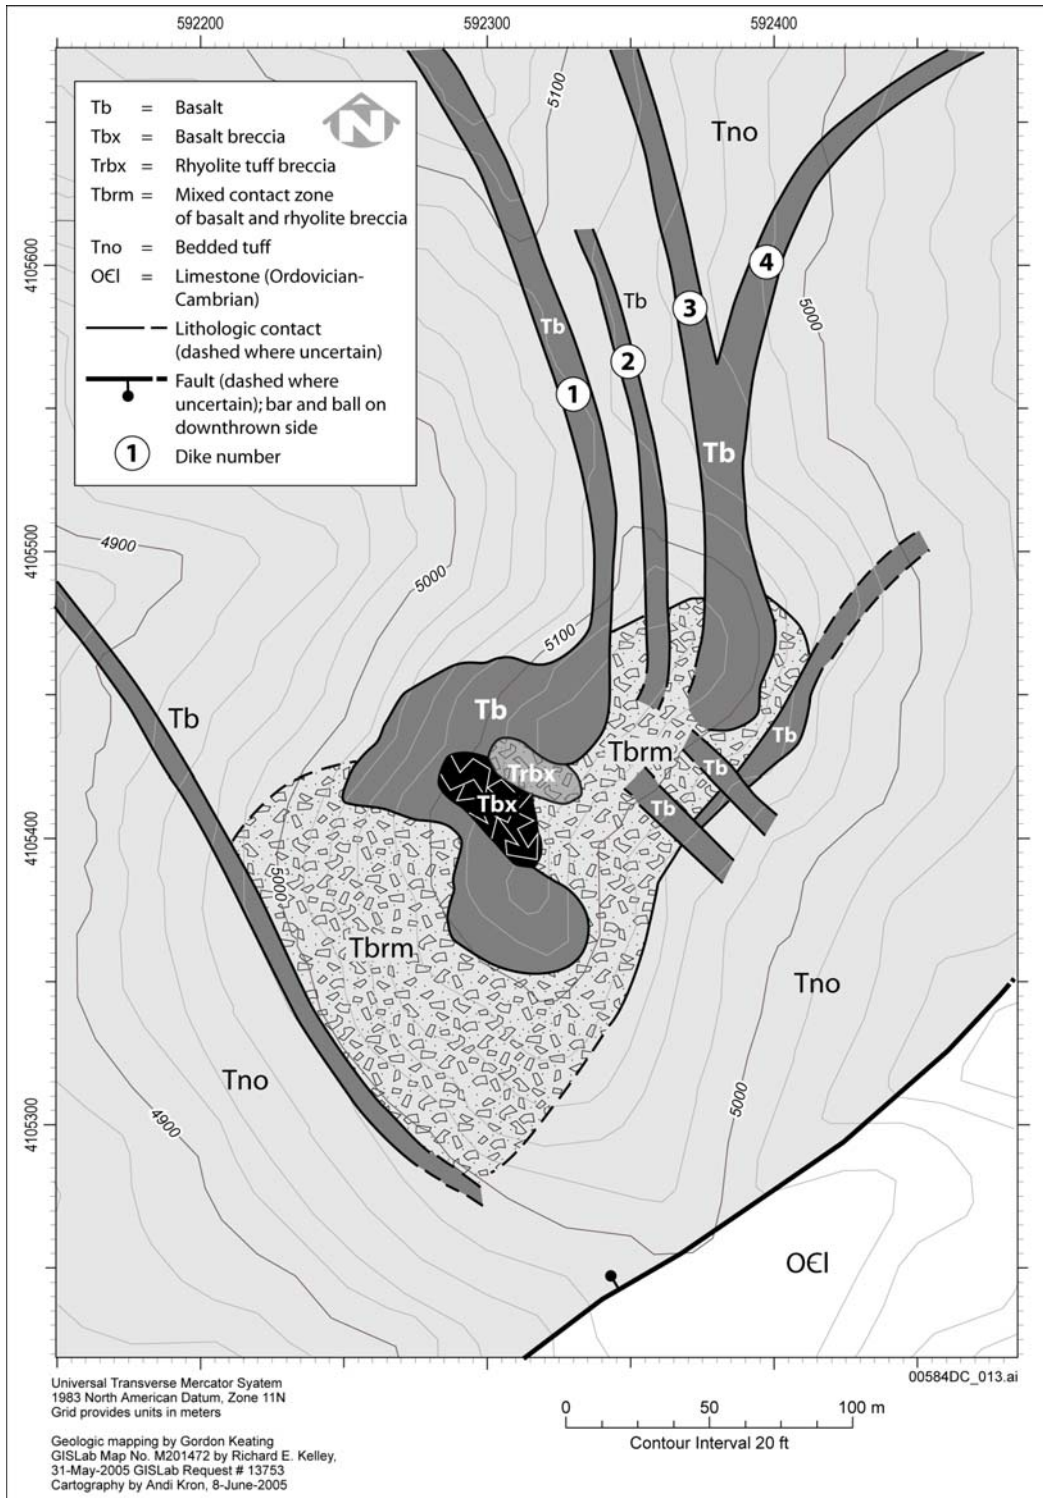 592200
592300
592400
Tb = Basalt
Tbx = Basalt breccia
Trbx = Rhyolite tuff breccia
Tbrm = Mixed contact zone
of basalt and rhyolite breccia
Tno = Bedded tuff
OЄl = Limestone (Ordovician-
Cambrian)
Lithologic contact
(dashed where uncertain)
Fault (dashed where
uncertain); bar and ball on
downthrown side
1 Dike number
N
5100
Tno
4105600
4
5000
3
Tb
Tb
2
1
Tb
4105500
4900
5000
5100
Tb
Tb
Tbrm
Tb
Tb
Trbx
Tbx
Tb
4105400
5000
Tbrm
Tno
Tno
5000
4900
4105300
OЄl
00584DC_013.ai
Universal Transverse Mercator Syatem
1983 North American Datum, Zone 11N
Grid provides units in meters
Geologic mapping by Gordon Keating
GISLab Map No. M201472 by Richard E. Kelley,
31-May-2005 GISLab Request # 13753
Cartography by Andi Kron, 8-June-2005
0 50 100 m
Contour Interval 20 ft